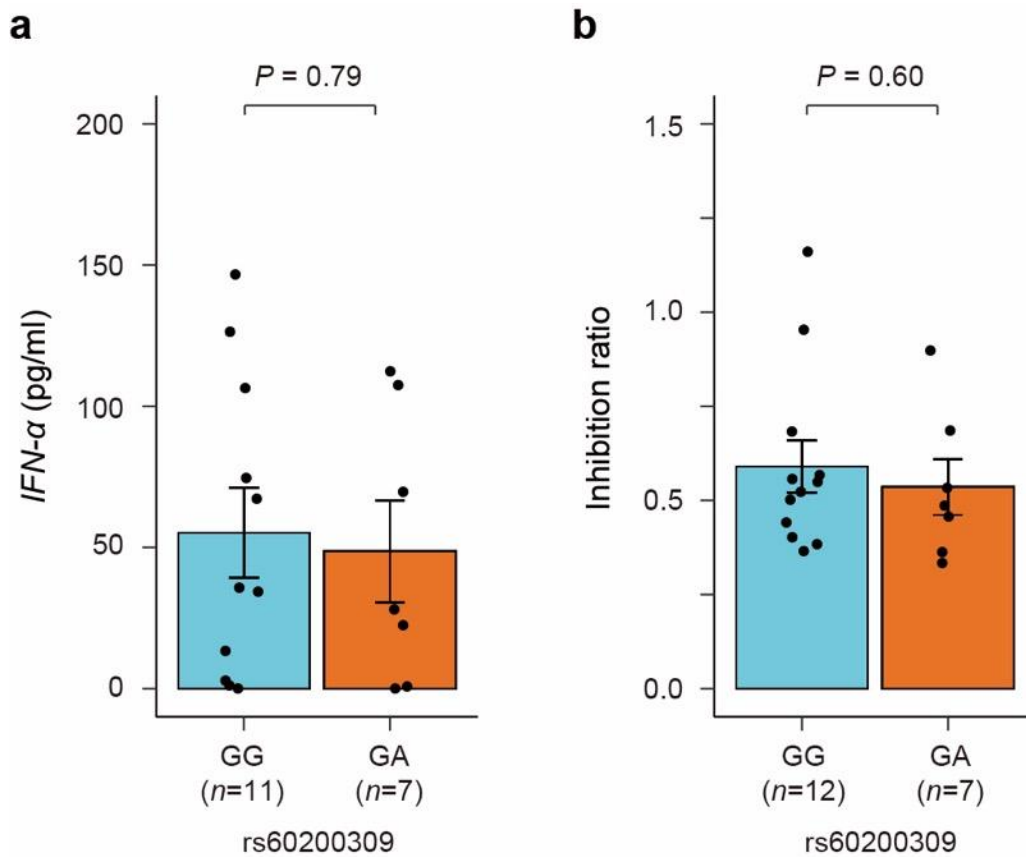 a
P = 0.79
IFN-α (pg/ml)
200
150
100
50
0
GG
(n=11)
GA
(n=7)
rs60200309
b
P = 0.60
Inhibition ratio
1.5
1.0
0.5
0.0
GG
(n=12)
GA
(n=7)
rs60200309